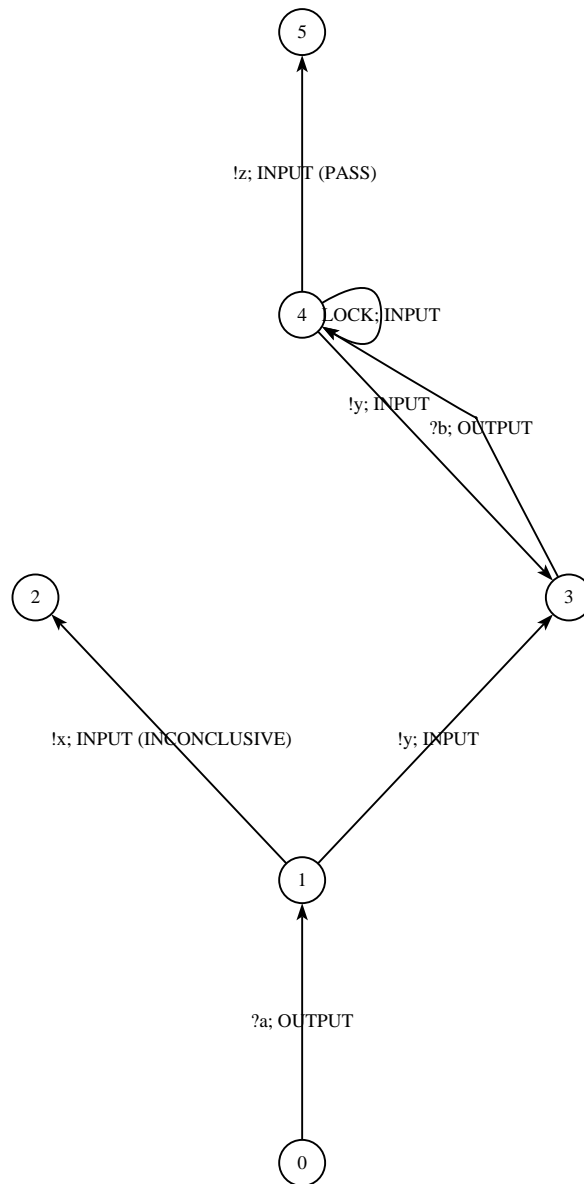 5
!z; INPUT (PASS)
4
LOCK; INPUT
!y; INPUT
?b; OUTPUT
2
3
!x; INPUT (INCONCLUSIVE)
!y; INPUT
1
?a; OUTPUT
0